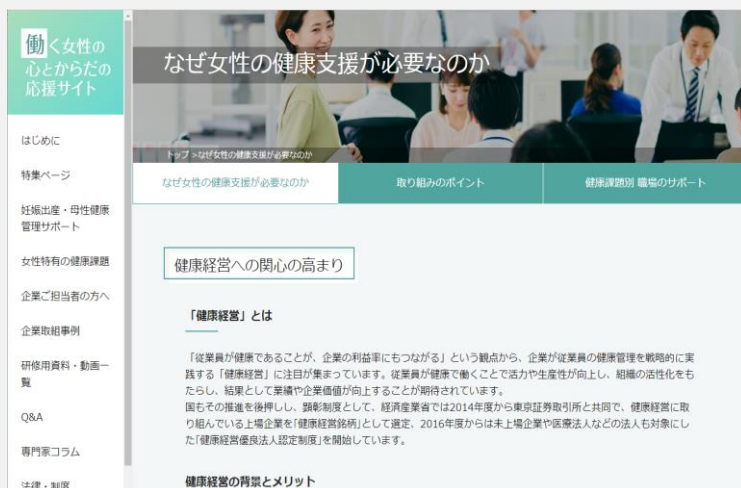 働く女性の
心とからだの
応援サイト
はじめに
特集ページ
妊娠出産・母性健康
管理サポート
女性特有の健康課題
企業ご担当者の方へ
企業取組事例
研修用資料・動画一
覧
Q&A
専門家コラム
法律・制度
なぜ女性の健康支援が必要なのか
トップ >なぜ女性の健康支援が必要なのか
なぜ女性の健康支援が必要なのか
取り組みのポイント
健康課題別 職場のサポート
健康経営への関心の高まり
「健康経営」とは
「従業員が健康であることが、企業の利益率にもつながる」という観点から、企業が従業員の健康管理を戦略的に実
践する「健康経営」に注目が集まっています。従業員が健康で働くことで活力や生産性が向上し、組織の活性化をも
たらし、結果として業績や企業価値が向上することが期待されています。
国もその推進を後押しし、顕彰制度として、経済産業省では2014年度から東京証券取引所と共同で、健康経営に取
り組んでいる上場企業を「健康経営銘柄」として選定、2016年度からは未上場企業や医療法人などの法人も対象にし
た「健康経営優良法人認定制度」を開始しています。
健康経営の背景とメリット